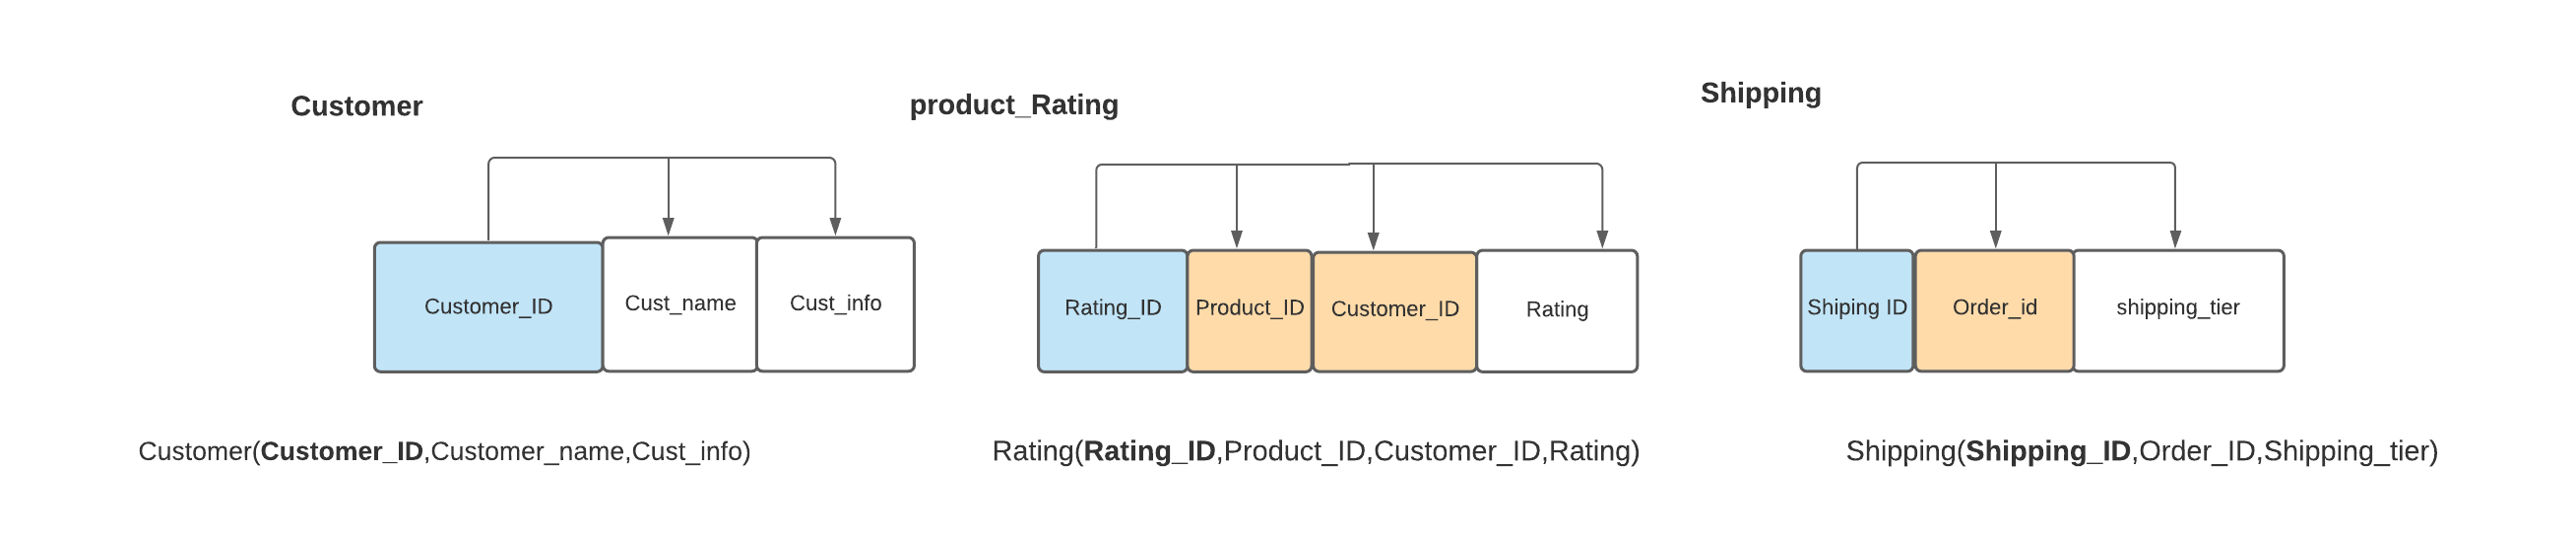 Customer
product_Rating
Shipping
Customer_ID
Cust_name
Cust_info
Rating_ID
Product_ID
Customer_ID
Rating
Shiping ID
Order_id
shipping_tier
Customer(Customer_ID,Customer_name,Cust_info)
Rating(Rating_ID,Product_ID,Customer_ID,Rating)
Shipping(Shipping_ID,Order_ID,Shipping_tier)